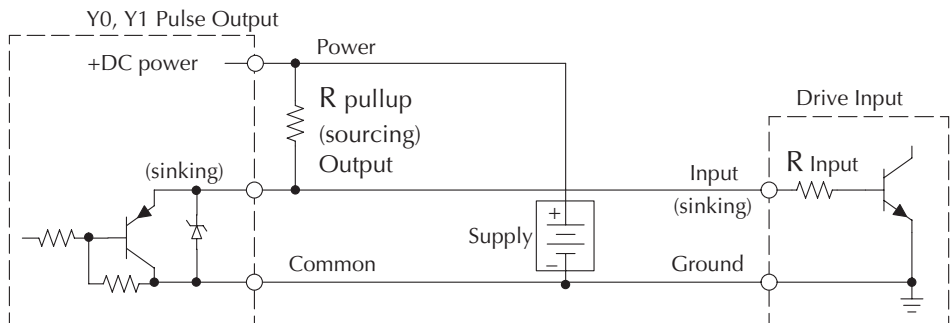 Y0, Y1 Pulse Output
+DC power
Power
R pullup
(sourcing)
Output
Drive Input
(sinking)
Input
(sinking)
R Input
+
Supply
–
Common
Ground